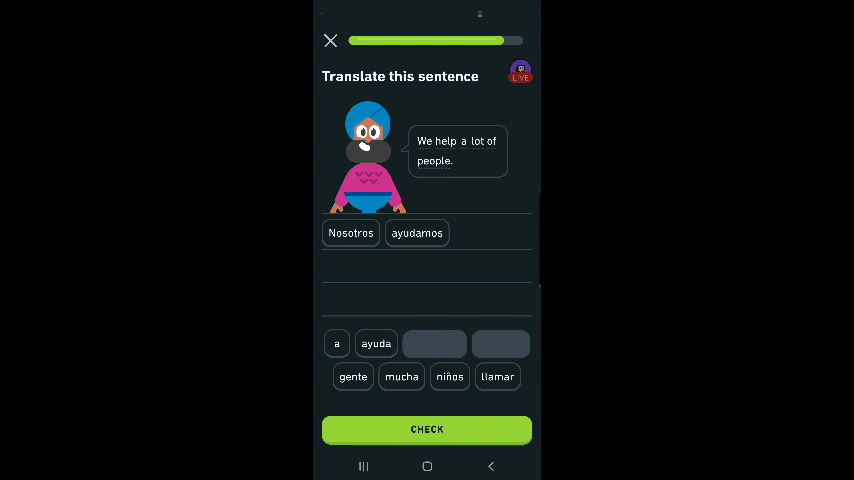 Translate this sentence
LIVE
We help a lot of
people.
Nosotros ayudamos
a ayuda
gente mucha niños llamar
CHECK